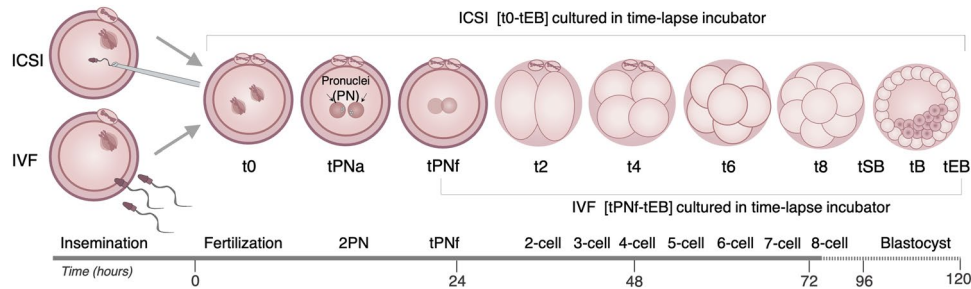 ICSI [t0-tEB] cultured in time-lapse incubator
ICSI
Pronuclei
(PN)
IVF
t0 tPNa tPNf t2 t4 t6 t8 tSB tB tEB
IVF [tPNf-tEB] cultured in time-lapse incubator
Insemination Fertilization 2PN tPNf 2-cell 3-cell 4-cell 5-cell 6-cell 7-cell 8-cell Blastocyst
Time (hours)
0 24 48 72 96 120